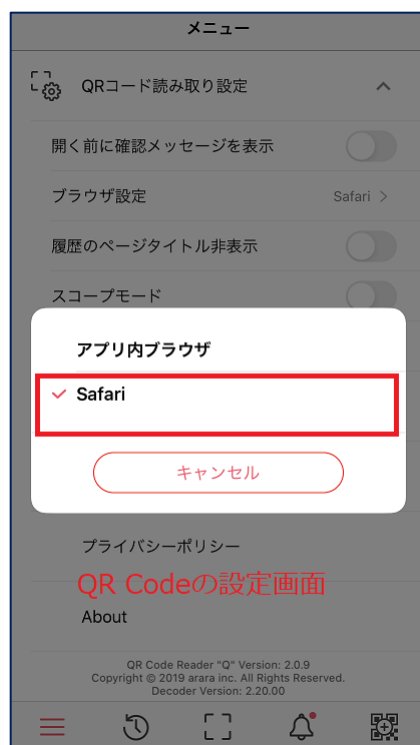 メニュー
QRコード読み取り設定
開く前に確認メッセージを表示
ブラウザ設定 Safari >
履歴のページタイトル非表示
スコープモード
アプリ内ブラウザ
Safari
キャンセル
プライバシーポリシー
QR Codeの設定画面
About
QR Code Reader "Q" Version: 2.0.9
Copyright © 2019 arara inc. All Rights Reserved.
Decoder Version: 2.20.00